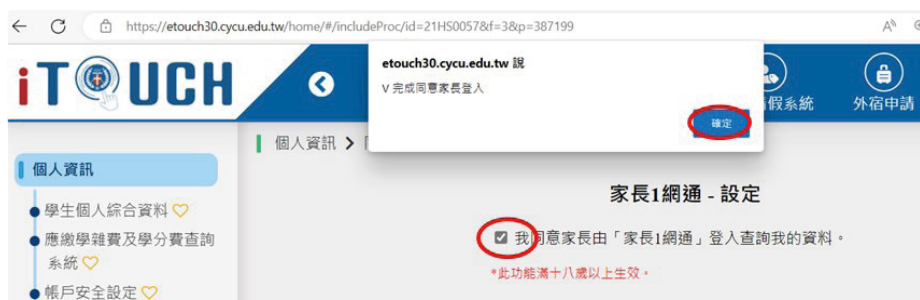 https://etouch30.cycu.edu.tw/home/#/includeProc/id=21HS0057&f=3&p=387199
iTOUCH
etouch30.cycu.edu.tw 說
V 完成同意家長登入
確定
假系統
外宿申請
個人資訊
個人資訊
學生個人綜合資料
應繳學雜費及學分費查詢
系統
帳戶安全設定
家長1網通 - 設定
我同意家長由「家長1網通」登入查詢我的資料。
*此功能滿十八歲以上生效。